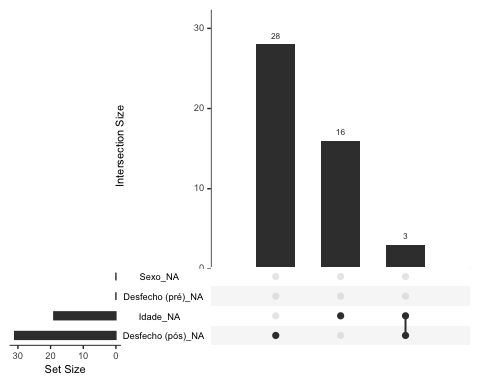 30
20
10
0
Intersection Size
28
16
3
Sexo_NA
Desfecho (pré)_NA
Idade_NA
Desfecho (pós)_NA
30 20 10 0
Set Size